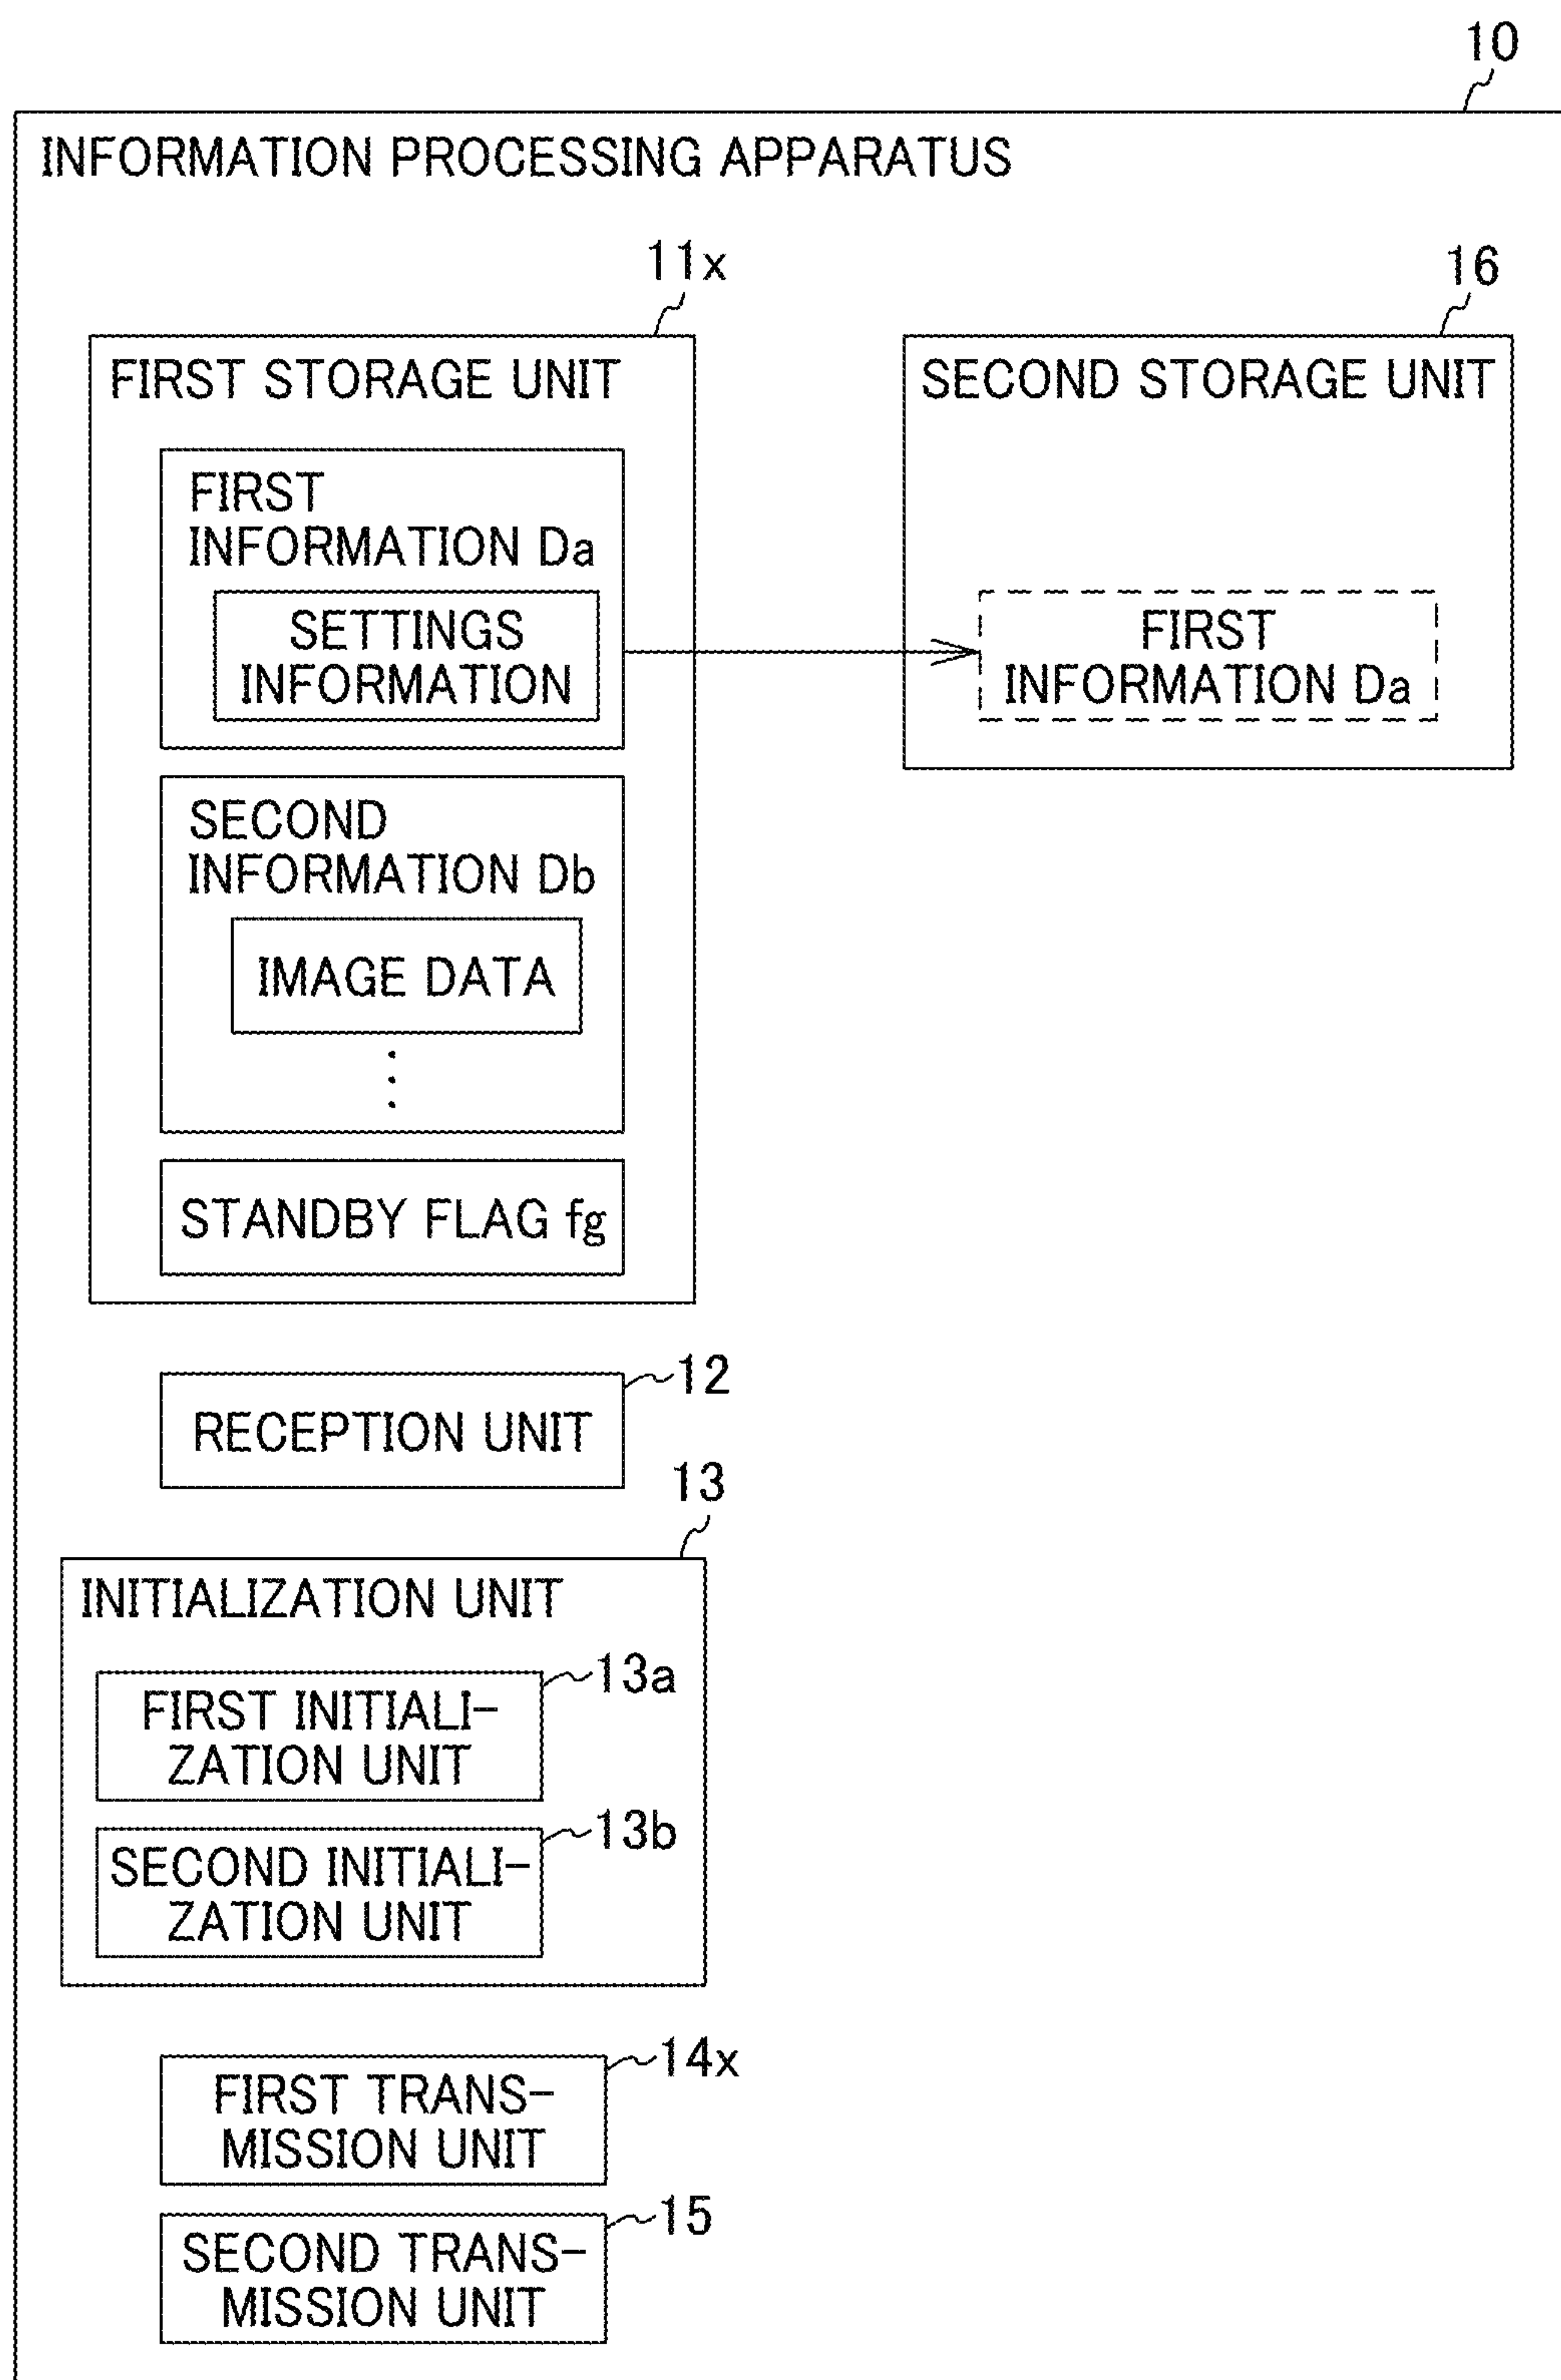 10
INFORMATION PROCESSING APPARATUS
11x
16
FIRST STORAGE UNIT
SECOND STORAGE UNIT
FIRST
INFORMATION Da
SETTINGS
INFORMATION
FIRST
INFORMATION Da
SECOND
INFORMATION Db
IMAGE DATA
STANDBY FLAG fg
12
RECEPTION UNIT
13
INITIALIZATION UNIT
13a
FIRST INITIALI-
ZATION UNIT
13b
SECOND INITIALI-
ZATION UNIT
14x
FIRST TRANS-
MISSION UNIT
15
SECOND TRANS-
MISSION UNIT